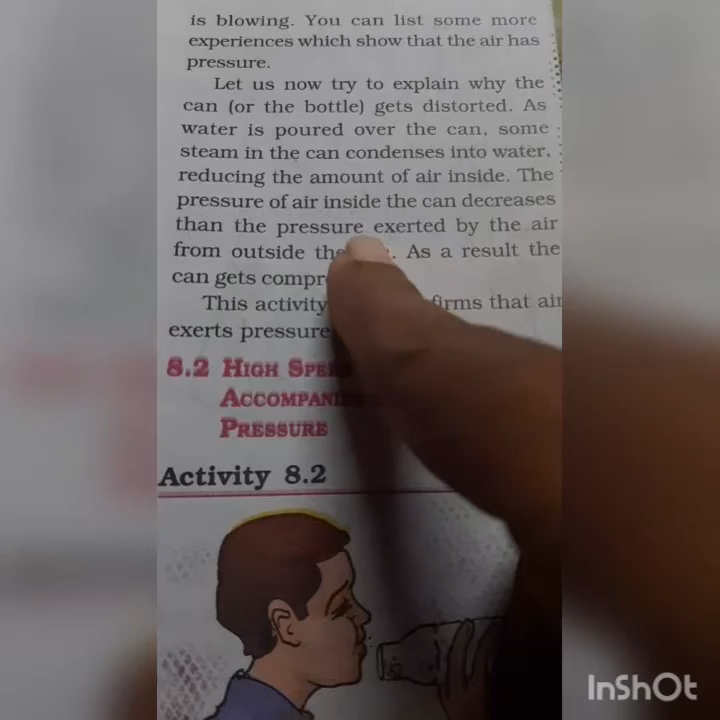 is blowing. You can list some more
experiences which show that the air has
pressure.
Let us now try to explain why the
can (or the bottle) gets distorted. As
water is poured over the can, some
steam in the can condenses into water,
reducing the amount of air inside. The
pressure of air inside the can decreases
than the pressure exerted by the air
from outside As a result the
can gets
This activity that air
exerts pressure
8.2 HIGH
PRESSURE
Activity 8.2
InShOt